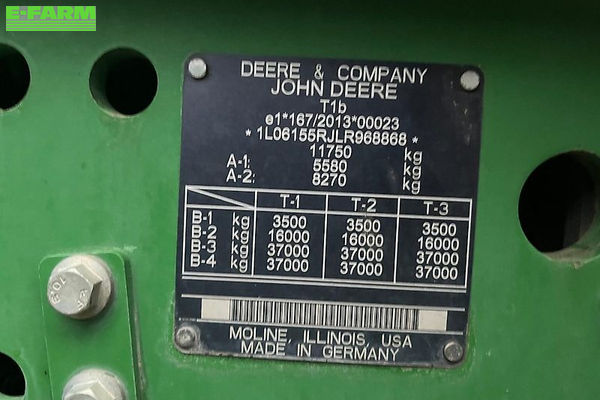 E-FARM
DEERE & COMPANY
JOHN DEERE
T1b
e1*167/2013*00023
*1L06155RJLR968868*
11750 kg
A-1: 5580 kg
A-2: 8270 kg
T-1 T-2 T-3
B-1 kg 3500 3500 3500
B-2 kg 16000 16000 16000
B-3 kg 37000 37000 37000
B-4 kg 37000 37000 37000
MOLINE, ILLINOIS, USA
MADE IN GERMANY